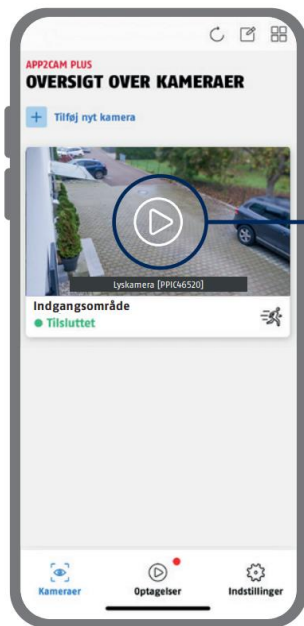 APP2CAM PLUS
OVERSIGT OVER KAMERAER
Tilføj nyt kamera
Lyskamera [PPIC46520]
Indgangsområde
Tilsluttet
Kameraer
Optagelser
Indstillinger